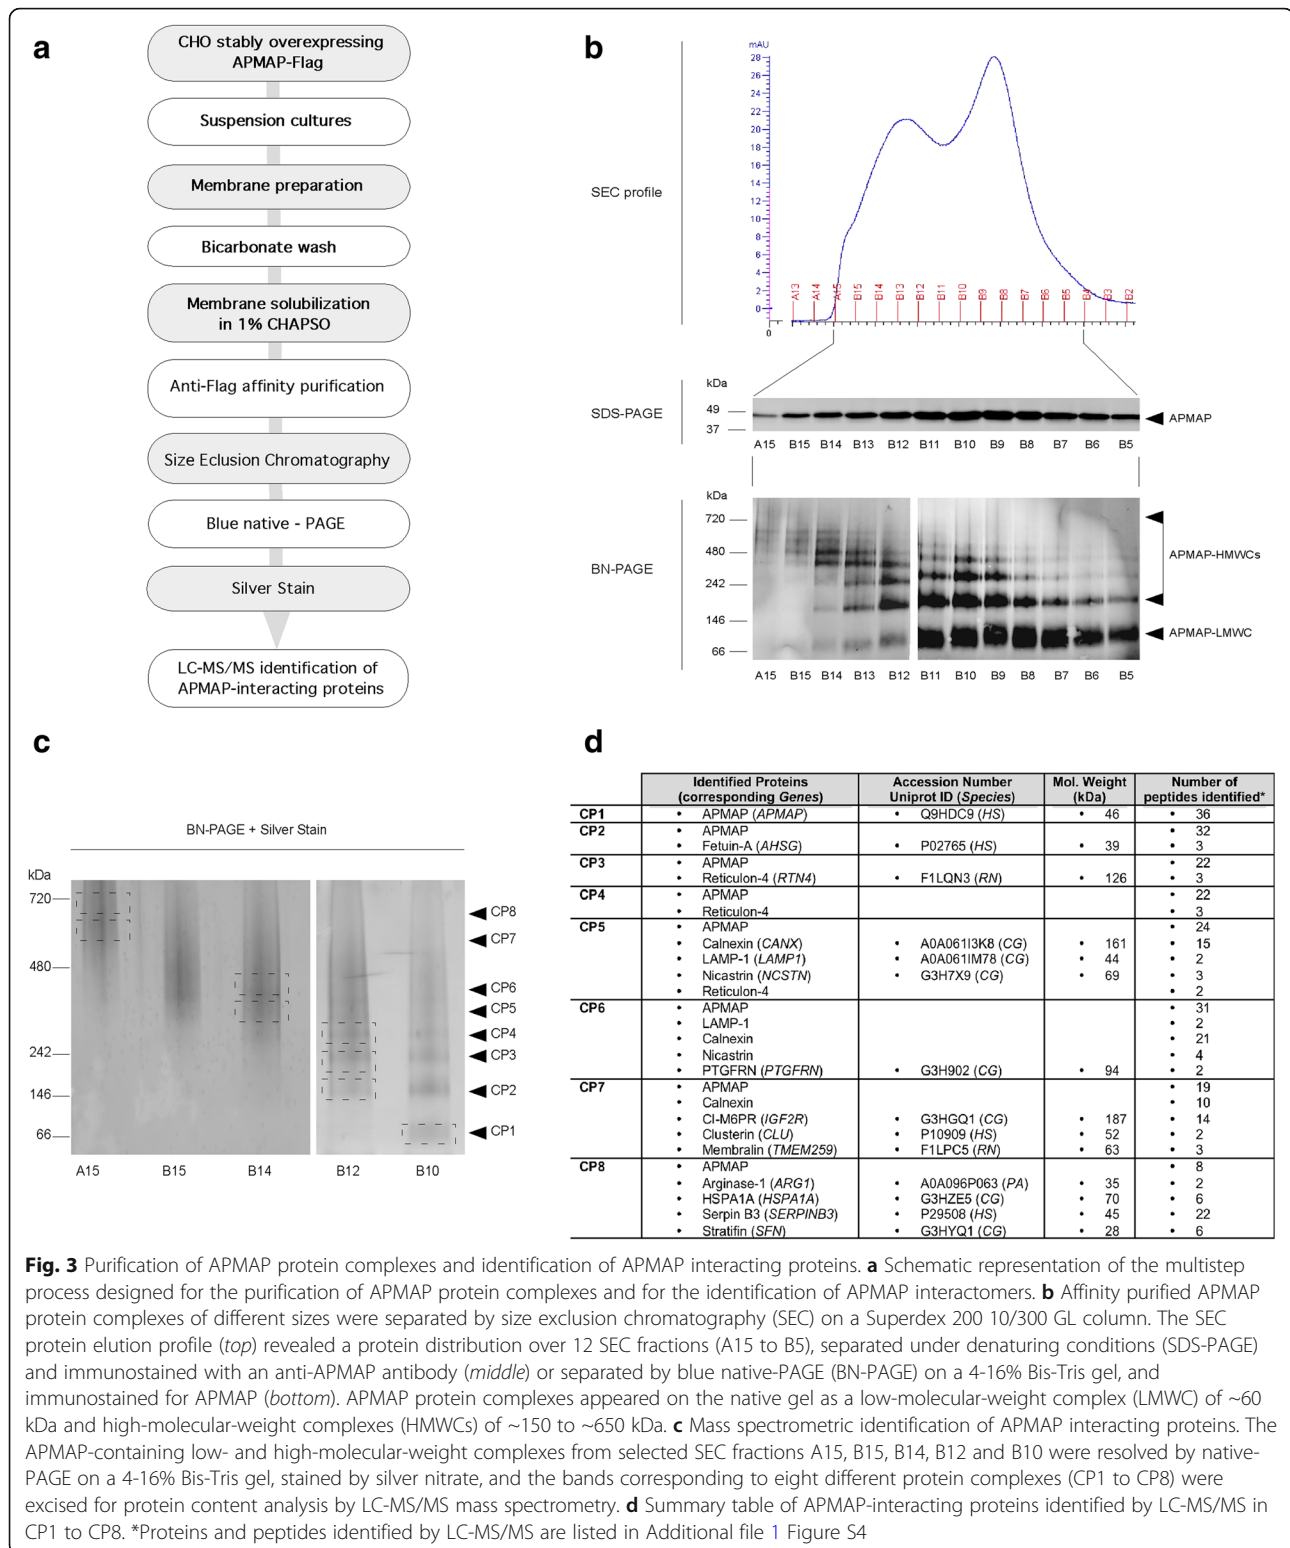 a
CHO stably overexpressing
APMAP-Flag
Suspension cultures
Membrane preparation
Bicarbonate wash
Membrane solubilization
in 1% CHAPSO
Anti-Flag affinity purification
Size Eclusion Chromatography
Blue native - PAGE
Silver Stain
LC-MS/MS identification of
APMAP-interacting proteins
b
SEC profile
mAU
28
26
24
22
20
18
16
14
12
10
8
6
4
2
0
0
A13 A14 A15 B15 B14 B13 B12 B11 B10 B9 B8 B7 B6 B5 B4 B3 B2
SDS-PAGE
kDa
49
37
APMAP
A15 B15 B14 B13 B12 B11 B10 B9 B8 B7 B6 B5
BN-PAGE
kDa
720
480
242
146
66
APMAP-HMWCs
APMAP-LMWC
A15 B15 B14 B13 B12 B11 B10 B9 B8 B7 B6 B5
c
BN-PAGE + Silver Stain
kDa
720
480
242
146
66
CP8
CP7
CP6
CP5
CP4
CP3
CP2
CP1
A15 B15 B14 B12 B10
d
Identified Proteins (corresponding Genes) Accession Number Uniprot ID (Species) Mol. Weight (kDa) Number of peptides identified*
CP1 • APMAP (APMAP) • Q9HDC9 (HS) • 46 • 36
CP2 • APMAP • 32
• Fetuin-A (AHSG) • P02765 (HS) • 39 • 3
CP3 • APMAP • 22
• Reticulon-4 (RTN4) • F1LQN3 (RN) • 126 • 3
CP4 • APMAP • 22
• Reticulon-4 • 3
CP5 • APMAP • 24
• Calnexin (CANX) • A0A061I3K8 (CG) • 161 • 15
• LAMP-1 (LAMP1) • A0A061IM78 (CG) • 44 • 2
• Nicastrin (NCSTN) • G3H7X9 (CG) • 69 • 3
• Reticulon-4 • 2
CP6 • APMAP • 31
• LAMP-1 • 2
• Calnexin • 21
• Nicastrin • 4
• PTGFRN (PTGFRN) • G3H902 (CG) • 94 • 2
CP7 • APMAP • 19
• Calnexin • 10
• CI-M6PR (IGF2R) • G3HGQ1 (CG) • 187 • 14
• Clusterin (CLU) • P10909 (HS) • 52 • 2
• Membralin (TMEM259) • F1LPC5 (RN) • 63 • 3
CP8 • APMAP • 8
• Arginase-1 (ARG1) • A0A096P063 (PA) • 35 • 2
• HSPA1A (HSPA1A) • G3HZE5 (CG) • 70 • 6
• Serpin B3 (SERPINB3) • P29508 (HS) • 45 • 22
• Stratifin (SFN) • G3HYQ1 (CG) • 28 • 6
Fig. 3 Purification of APMAP protein complexes and identification of APMAP interacting proteins. a Schematic representation of the multistep
process designed for the purification of APMAP protein complexes and for the identification of APMAP interactomers. b Affinity purified APMAP
protein complexes of different sizes were separated by size exclusion chromatography (SEC) on a Superdex 200 10/300 GL column. The SEC
protein elution profile (top) revealed a protein distribution over 12 SEC fractions (A15 to B5), separated under denaturing conditions (SDS-PAGE)
and immunostained with an anti-APMAP antibody (middle) or separated by blue native-PAGE (BN-PAGE) on a 4-16% Bis-Tris gel, and
immunostained for APMAP (bottom). APMAP protein complexes appeared on the native gel as a low-molecular-weight complex (LMWC) of ~60
kDa and high-molecular-weight complexes (HMWCs) of ~150 to ~650 kDa. c Mass spectrometric identification of APMAP interacting proteins. The
APMAP-containing low- and high-molecular-weight complexes from selected SEC fractions A15, B15, B14, B12 and B10 were resolved by native-
PAGE on a 4-16% Bis-Tris gel, stained by silver nitrate, and the bands corresponding to eight different protein complexes (CP1 to CP8) were
excised for protein content analysis by LC-MS/MS mass spectrometry. d Summary table of APMAP-interacting proteins identified by LC-MS/MS in
CP1 to CP8. *Proteins and peptides identified by LC-MS/MS are listed in Additional file 1 Figure S4